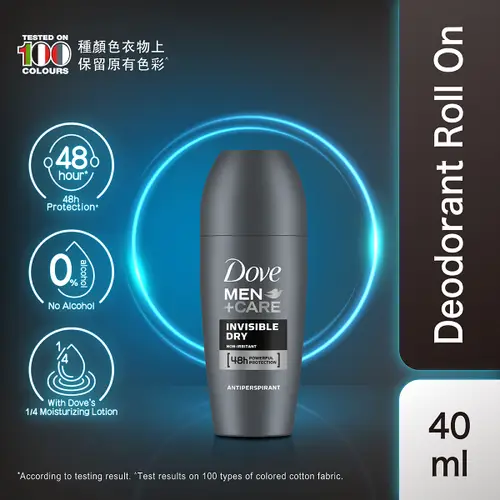 TESTED ON
100
COLOURS
種顏色衣物上
保留原有色彩^
48
hour*
48h
Protection*
0%
alcohol
No Alcohol
1/4
With Dove's
1/4 Moisturizing Lotion
Dove
MEN
+CARE
INVISIBLE
DRY
NON-IRRITANT
[48h POWERFUL
PROTECTION]
ANTIPERSPIRANT
Deodorant Roll On
40
ml
*According to testing result. ^Test results on 100 types of colored cotton fabric.